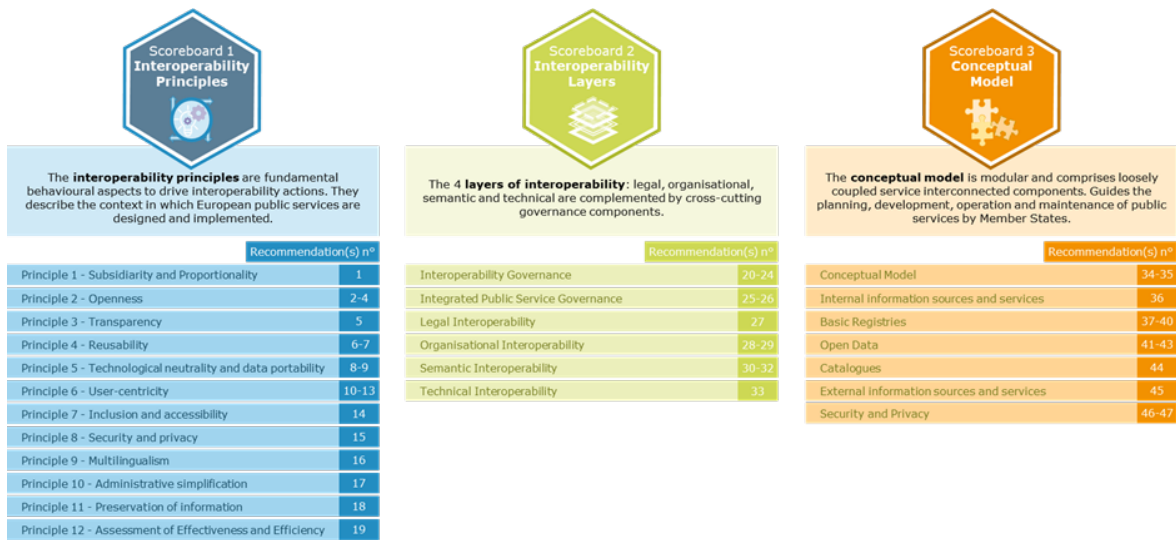 Scoreboard 1
Interoperability
Principles
The interoperability principles are fundamental
behavioural aspects to drive interoperability actions. They
describe the context in which European public services are
designed and implemented.
Recommendation(s) nº
Principle 1 - Subsidiarity and Proportionality 1
Principle 2 - Openness 2-4
Principle 3 - Transparency 5
Principle 4 - Reusability 6-7
Principle 5 - Technological neutrality and data portability 8-9
Principle 6 - User-centricity 10-13
Principle 7 - Inclusion and accessibility 14
Principle 8 - Security and privacy 15
Principle 9 - Multilingualism 16
Principle 10 - Administrative simplification 17
Principle 11 - Preservation of information 18
Principle 12 - Assessment of Effectiveness and Efficiency 19
Scoreboard 2
Interoperability
Layers
The 4 layers of interoperability: legal, organisational,
semantic and technical are complemented by cross-cutting
governance components.
Recommendation(s) nº
Interoperability Governance 20-24
Integrated Public Service Governance 25-26
Legal Interoperability 27
Organisational Interoperability 28-29
Semantic Interoperability 30-32
Technical Interoperability 33
Scoreboard 3
Conceptual
Model
The conceptual model is modular and comprises loosely
coupled service interconnected components. Guides the
planning, development, operation and maintenance of public
services by Member States.
Recommendation(s) nº
Conceptual Model 34-35
Internal information sources and services 36
Basic Registries 37-40
Open Data 41-43
Catalogues 44
External information sources and services 45
Security and Privacy 46-47